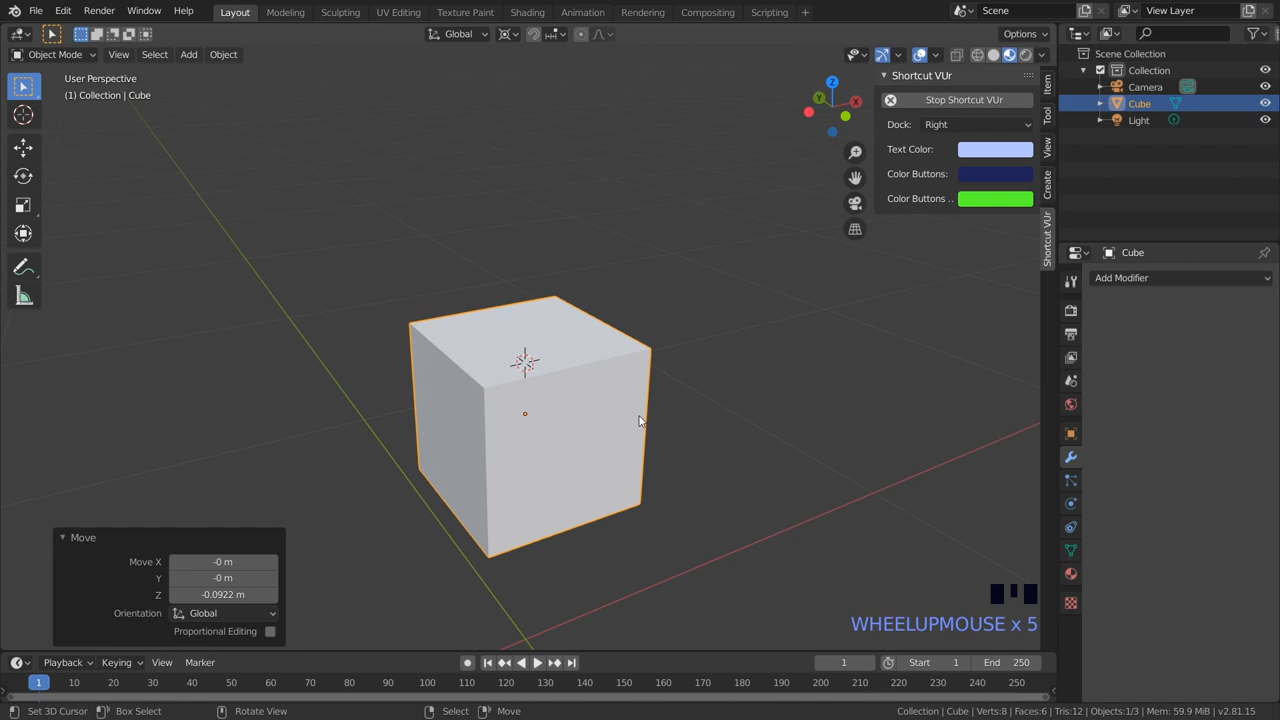 File Edit Render Window Help Layout Modeling Sculpting UV Editing Texture Paint Shading Animation Rendering Compositing Scripting + Scene View Layer
Global Options
Object Mode View Select Add Object
User Perspective
(1) Collection | Cube
Z
Y X
Shortcut VUr
Stop Shortcut VUr
Dock: Right
Text Color:
Color Buttons:
Color Buttons ..
Item
Tool
View
Create
Shortcut VUr
Scene Collection
Collection
Camera
Cube
Light
Cube
Add Modifier
Move
Move X -0 m
Y -0 m
Z -0.0922 m
Orientation Global
Proportional Editing
WHEELUPMOUSE x 5
Playback Keying View Marker 1 Start 1 End 250
1 10 20 30 40 50 60 70 80 90 100 110 120 130 140 150 160 170 180 190 200 210 220 230 240 250
Set 3D Cursor Box Select Rotate View Select Move Collection | Cube | Verts:8 | Faces:6 | Tris:12 | Objects:1/3 | Mem: 59.9 MiB | v2.81.15